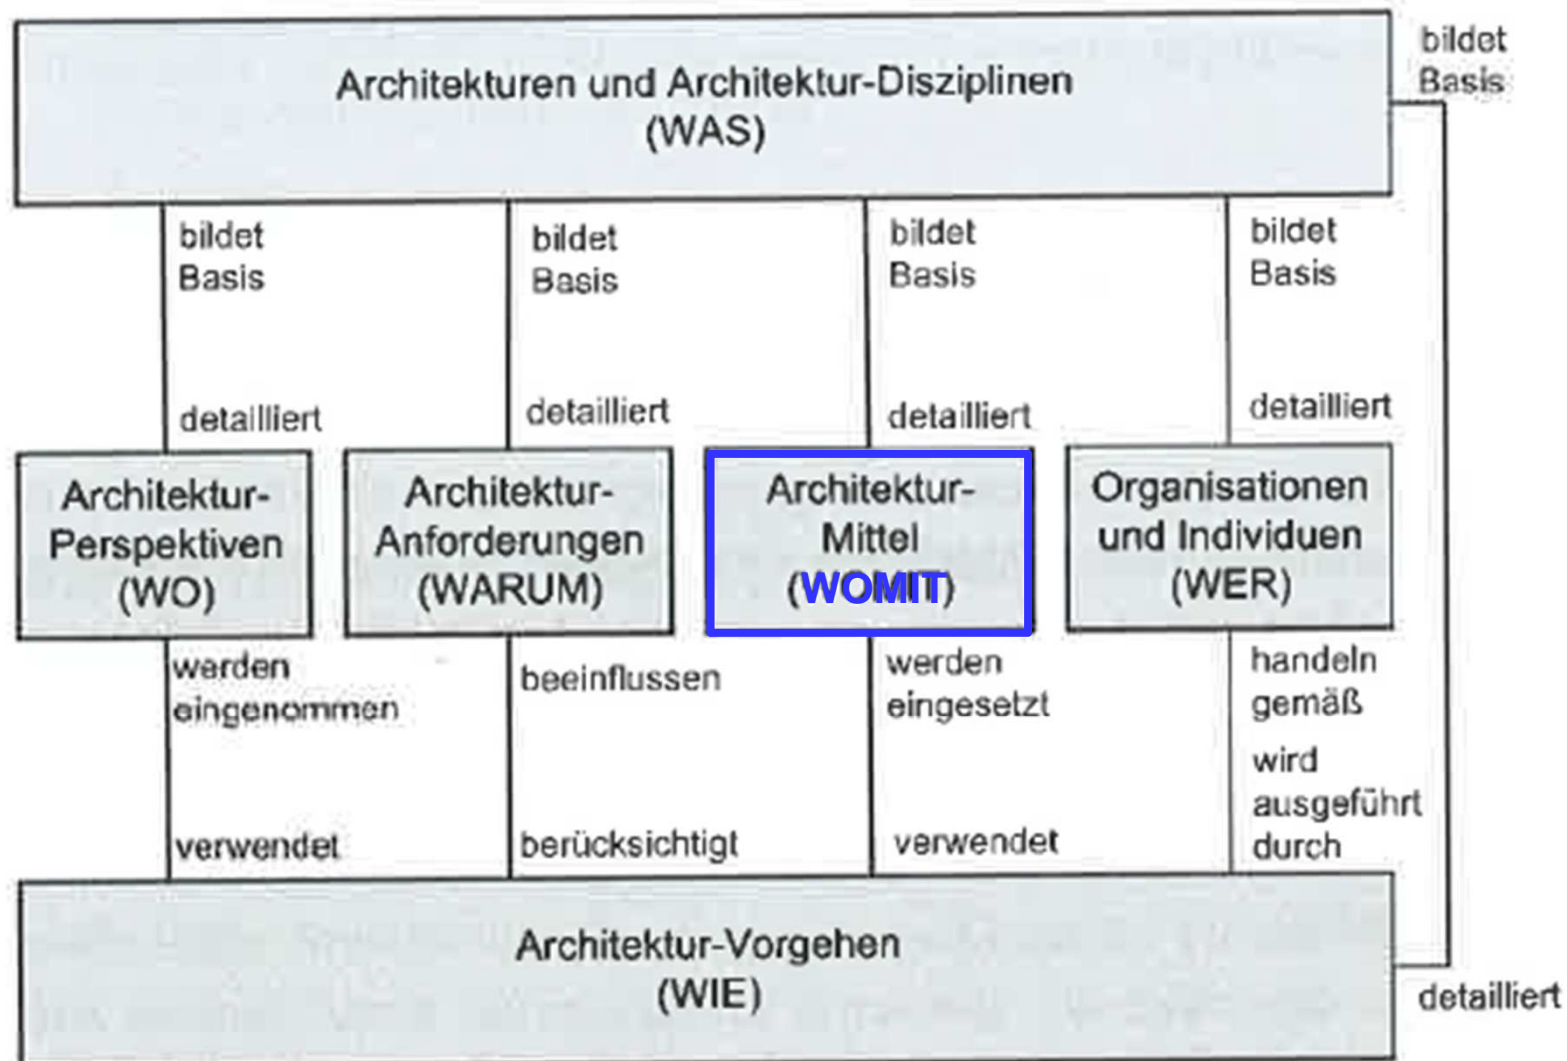 bildet
Basis
Architekturen und Architektur-Disziplinen
(WAS)
bildet
Basis
bildet
Basis
bildet
Basis
bildet
Basis
detailliert
detailliert
detailliert
detailliert
Architektur-
Perspektiven
(WO)
Architektur-
Anforderungen
(WARUM)
Architektur-
Mittel
(WOMIT)
Organisationen
und Individuen
(WER)
werden
eingenommen
beeinflussen
werden
eingesetzt
handeln
gemäß
verwendet
berücksichtigt
verwendet
wird
ausgeführt
durch
Architektur-Vorgehen
(WIE)
detailliert